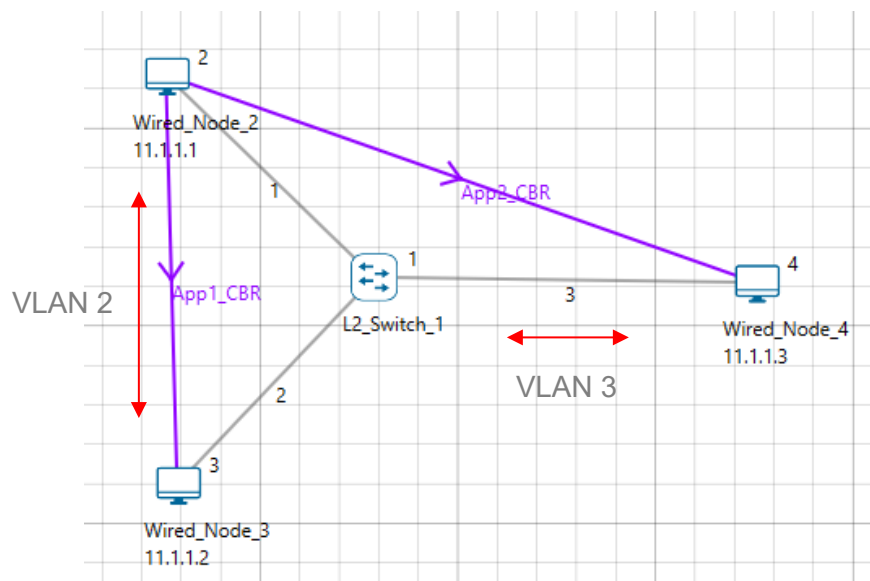 2
Wired_Node_2
11.1.1.1
1
App2_CBR
VLAN 2
App1_CBR
1
L2_Switch_1
3
4
Wired_Node_4
11.1.1.3
VLAN 3
2
3
Wired_Node_3
11.1.1.2